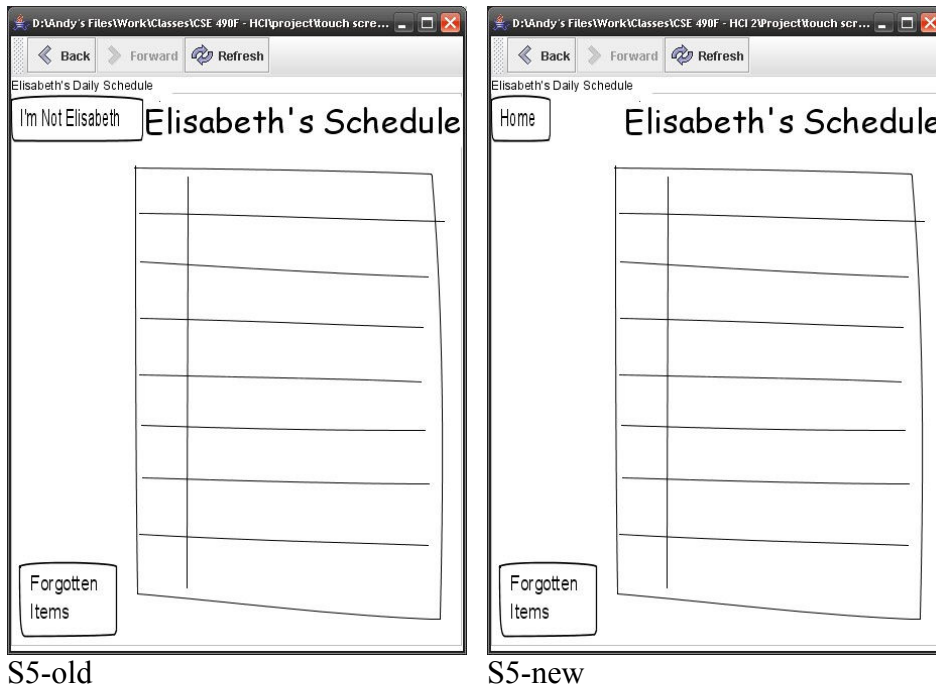 D:\Andy's Files\Work\Classes\CSE 490F - HCI\project\touch scre...
Back Forward Refresh
Elisabeth's Daily Schedule
I'm Not Elisabeth
Elisabeth's Schedule
Forgotten
Items
S5-old
D:\Andy's Files\Work\Classes\CSE 490F - HCI 2\Project\touch scr...
Back Forward Refresh
Elisabeth's Daily Schedule
Home
Elisabeth's Schedule
Forgotten
Items
S5-new